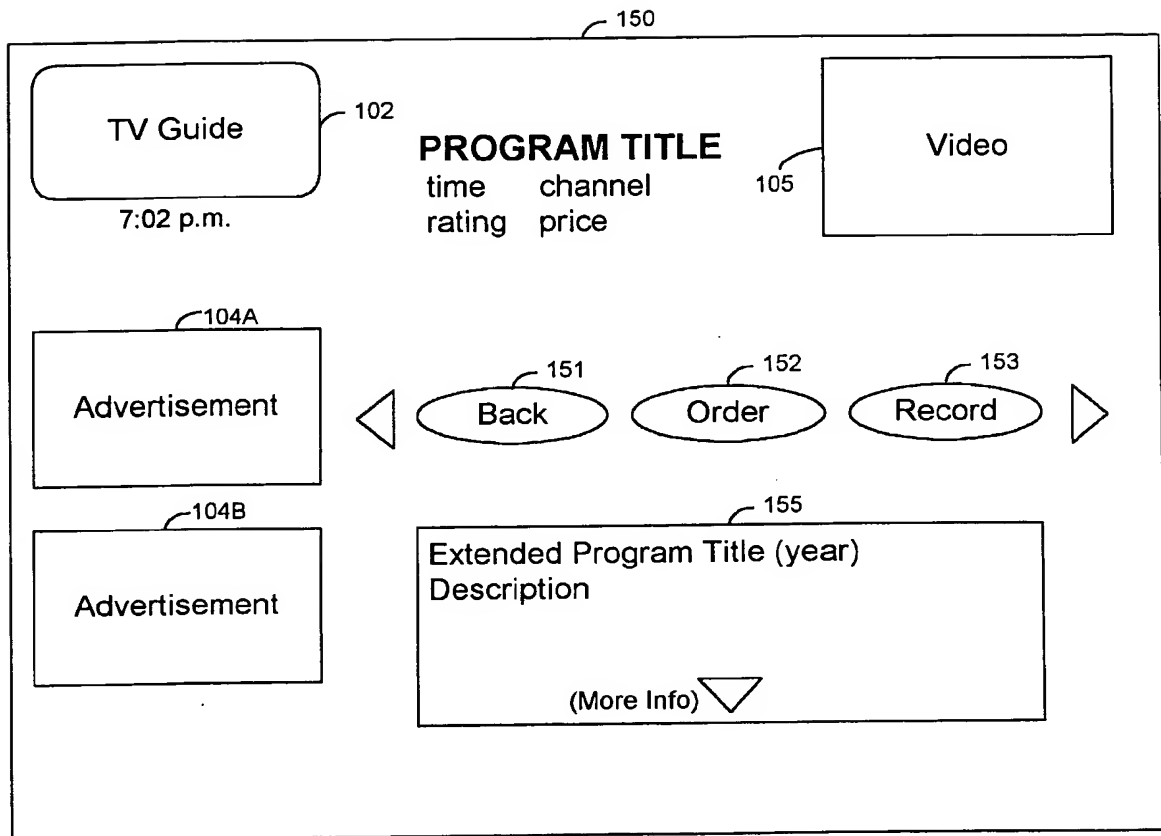 150
TV Guide
102
7:02 p.m.
PROGRAM TITLE
time channel
rating price
105
Video
104A
Advertisement
151
Back
152
Order
153
Record
104B
Advertisement
155
Extended Program Title (year)
Description
(More Info)